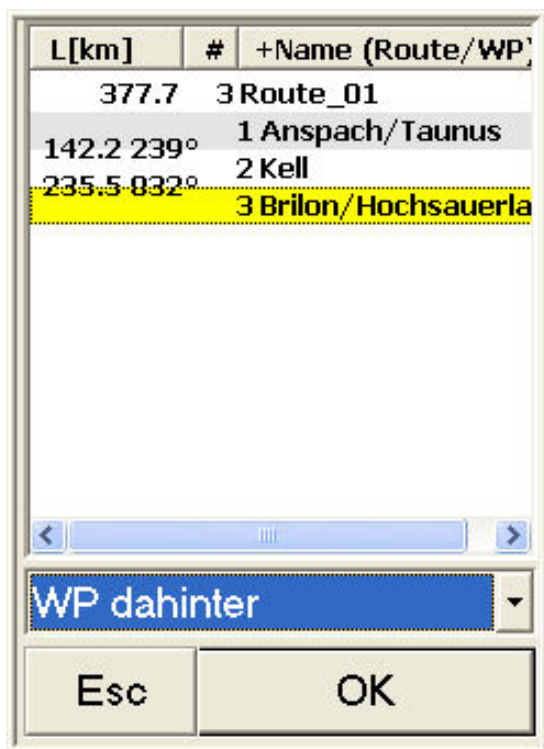 L[km] # +Name (Route/WP)
377.7 3 Route_01
1 Anspach/Taunus
142.2 239°
2 Kell
235.5 032°
3 Brilon/Hochsauerla
WP dahinter
Esc OK